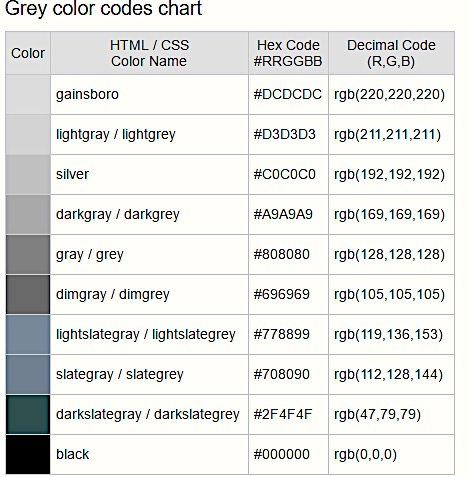 Grey color codes chart
Color HTML / CSS Color Name Hex Code #RRGGBB Decimal Code (R,G,B)
gainsboro #DCDCDC rgb(220,220,220)
lightgray / lightgrey #D3D3D3 rgb(211,211,211)
silver #C0C0C0 rgb(192,192,192)
darkgray / darkgrey #A9A9A9 rgb(169,169,169)
gray / grey #808080 rgb(128,128,128)
dimgray / dimgrey #696969 rgb(105,105,105)
lightslategray / lightslategrey #778899 rgb(119,136,153)
slategray / slategrey #708090 rgb(112,128,144)
darkslategray / darkslategrey #2F4F4F rgb(47,79,79)
black #000000 rgb(0,0,0)